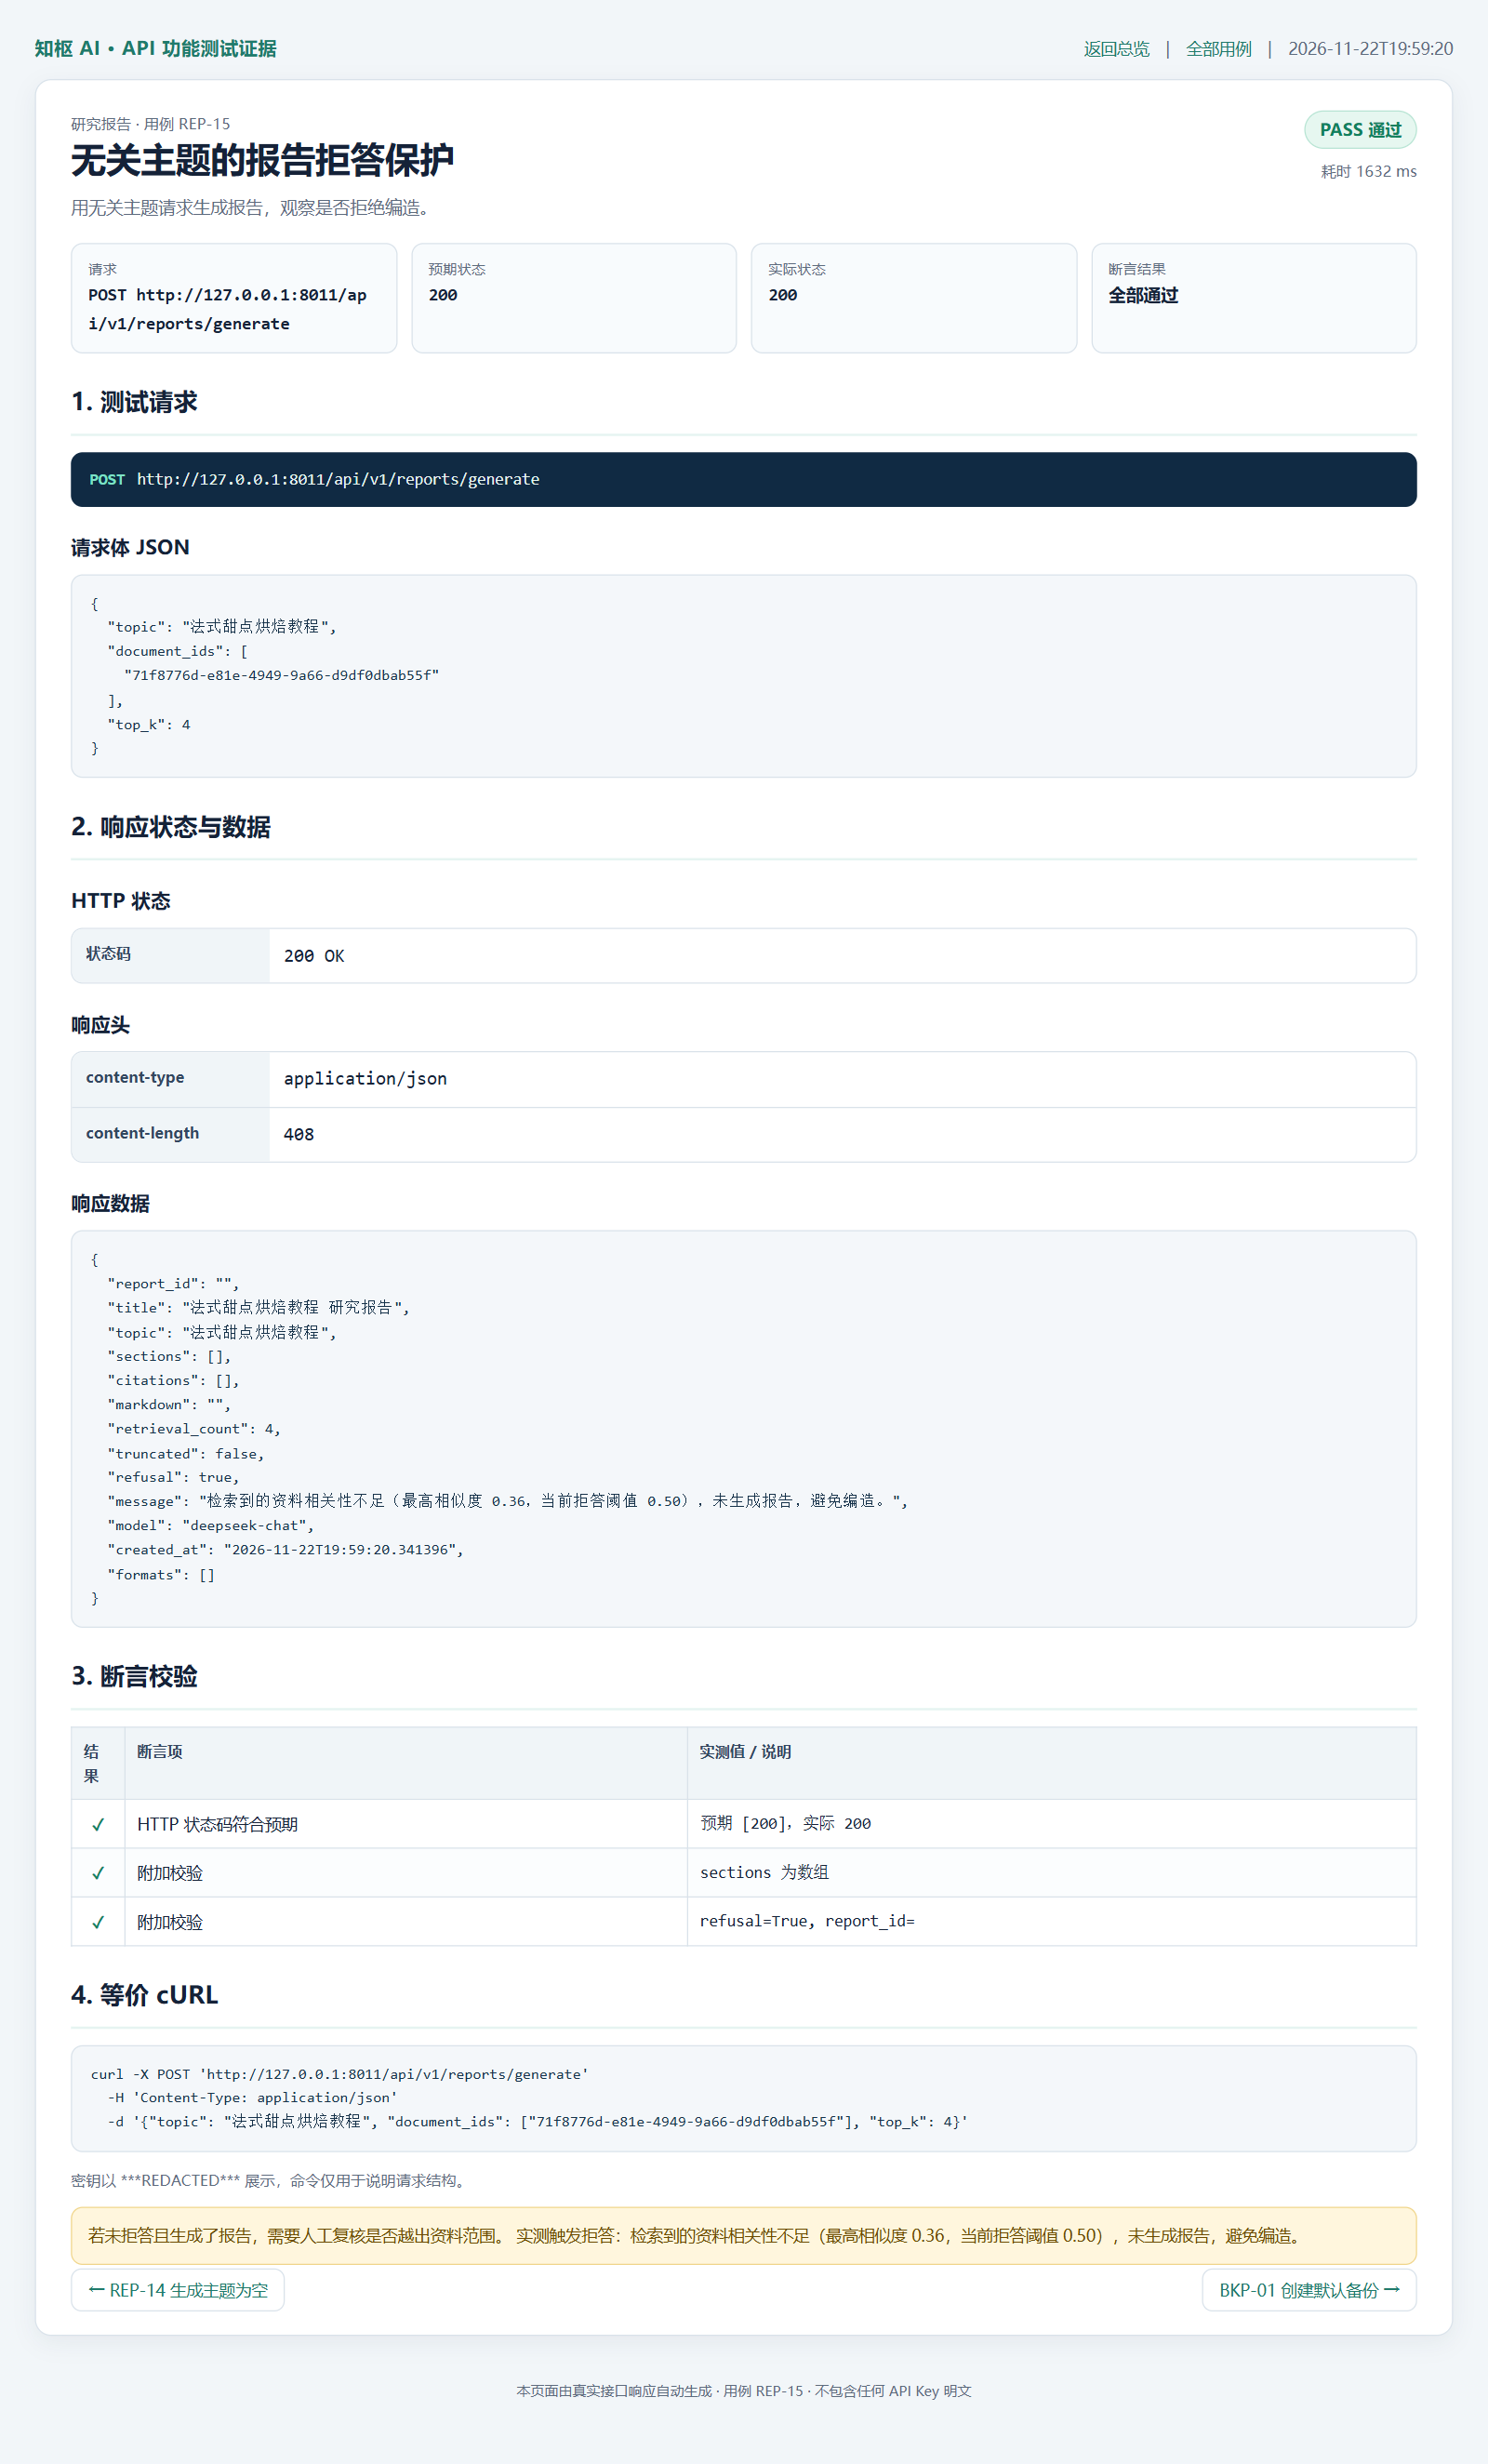 知枢 AI • API 功能测试证据
返回总览 | 全部用例 | 2026-11-22T19:59:20
研究报告 · 用例 REP-15
PASS 通过
无关主题的报告拒答保护
耗时 1632 ms
用无关主题请求生成报告，观察是否拒绝编造。
请求
POST http://127.0.0.1:8011/ap
i/v1/reports/generate
预期状态
200
实际状态
200
断言结果
全部通过
1. 测试请求
POST http://127.0.0.1:8011/api/v1/reports/generate
请求体 JSON
{
"topic": "法式甜点烘焙教程",
"document_ids": [
"71f8776d-e81e-4949-9a66-d9df0dbab55f"
],
"top_k": 4
}
2. 响应状态与数据
HTTP 状态
状态码 200 OK
响应头
content-type application/json
content-length 408
响应数据
{
"report_id": "",
"title": "法式甜点烘焙教程 研究报告",
"topic": "法式甜点烘焙教程",
"sections": [],
"citations": [],
"markdown": "",
"retrieval_count": 4,
"truncated": false,
"refusal": true,
"message": "检索到的资料相关性不足（最高相似度 0.36，当前拒答阈值 0.50），未生成报告，避免编造。",
"model": "deepseek-chat",
"created_at": "2026-11-22T19:59:20.341396",
"formats": []
}
3. 断言校验
结果 断言项 实测值 / 说明
✓ HTTP 状态码符合预期 预期 [200]，实际 200
✓ 附加校验 sections 为数组
✓ 附加校验 refusal=True, report_id=
4. 等价 cURL
curl -X POST 'http://127.0.0.1:8011/api/v1/reports/generate'
-H 'Content-Type: application/json'
-d '{"topic": "法式甜点烘焙教程", "document_ids": ["71f8776d-e81e-4949-9a66-d9df0dbab55f"], "top_k": 4}'
密钥以 ***REDACTED*** 展示，命令仅用于说明请求结构。
若未拒答且生成了报告，需要人工复核是否越出资料范围。 实测触发拒答：检索到的资料相关性不足（最高相似度 0.36，当前拒答阈值 0.50），未生成报告，避免编造。
← REP-14 生成主题为空
BKP-01 创建默认备份 →
本页面由真实接口响应自动生成 · 用例 REP-15 · 不包含任何 API Key 明文